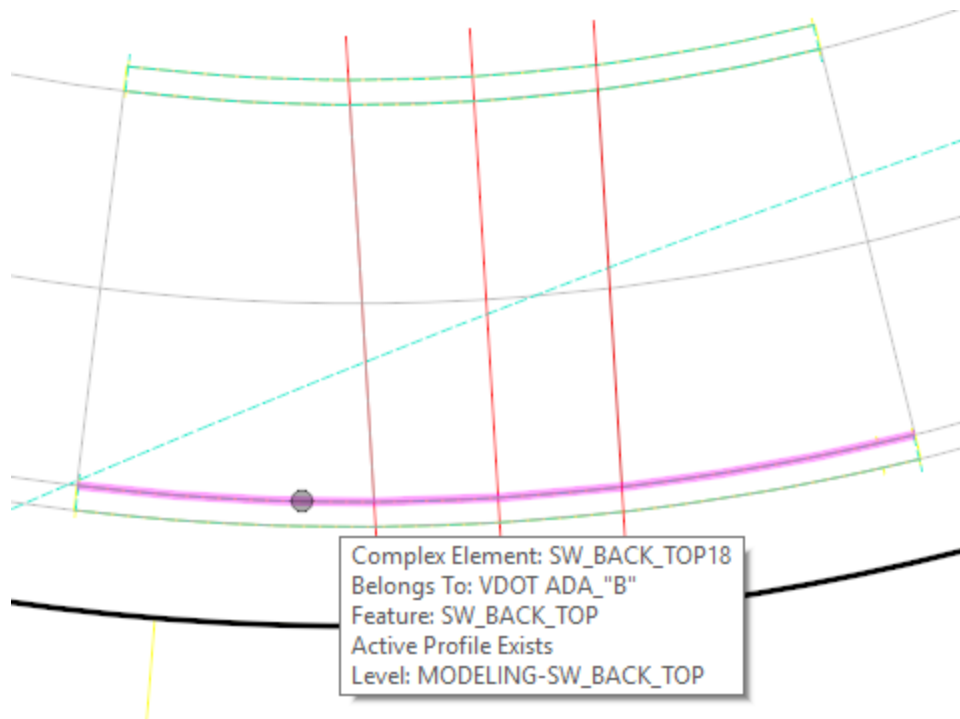 Complex Element: SW_BACK_TOP18
Belongs To: VDOT ADA_"B"
Feature: SW_BACK_TOP
Active Profile Exists
Level: MODELING-SW_BACK_TOP